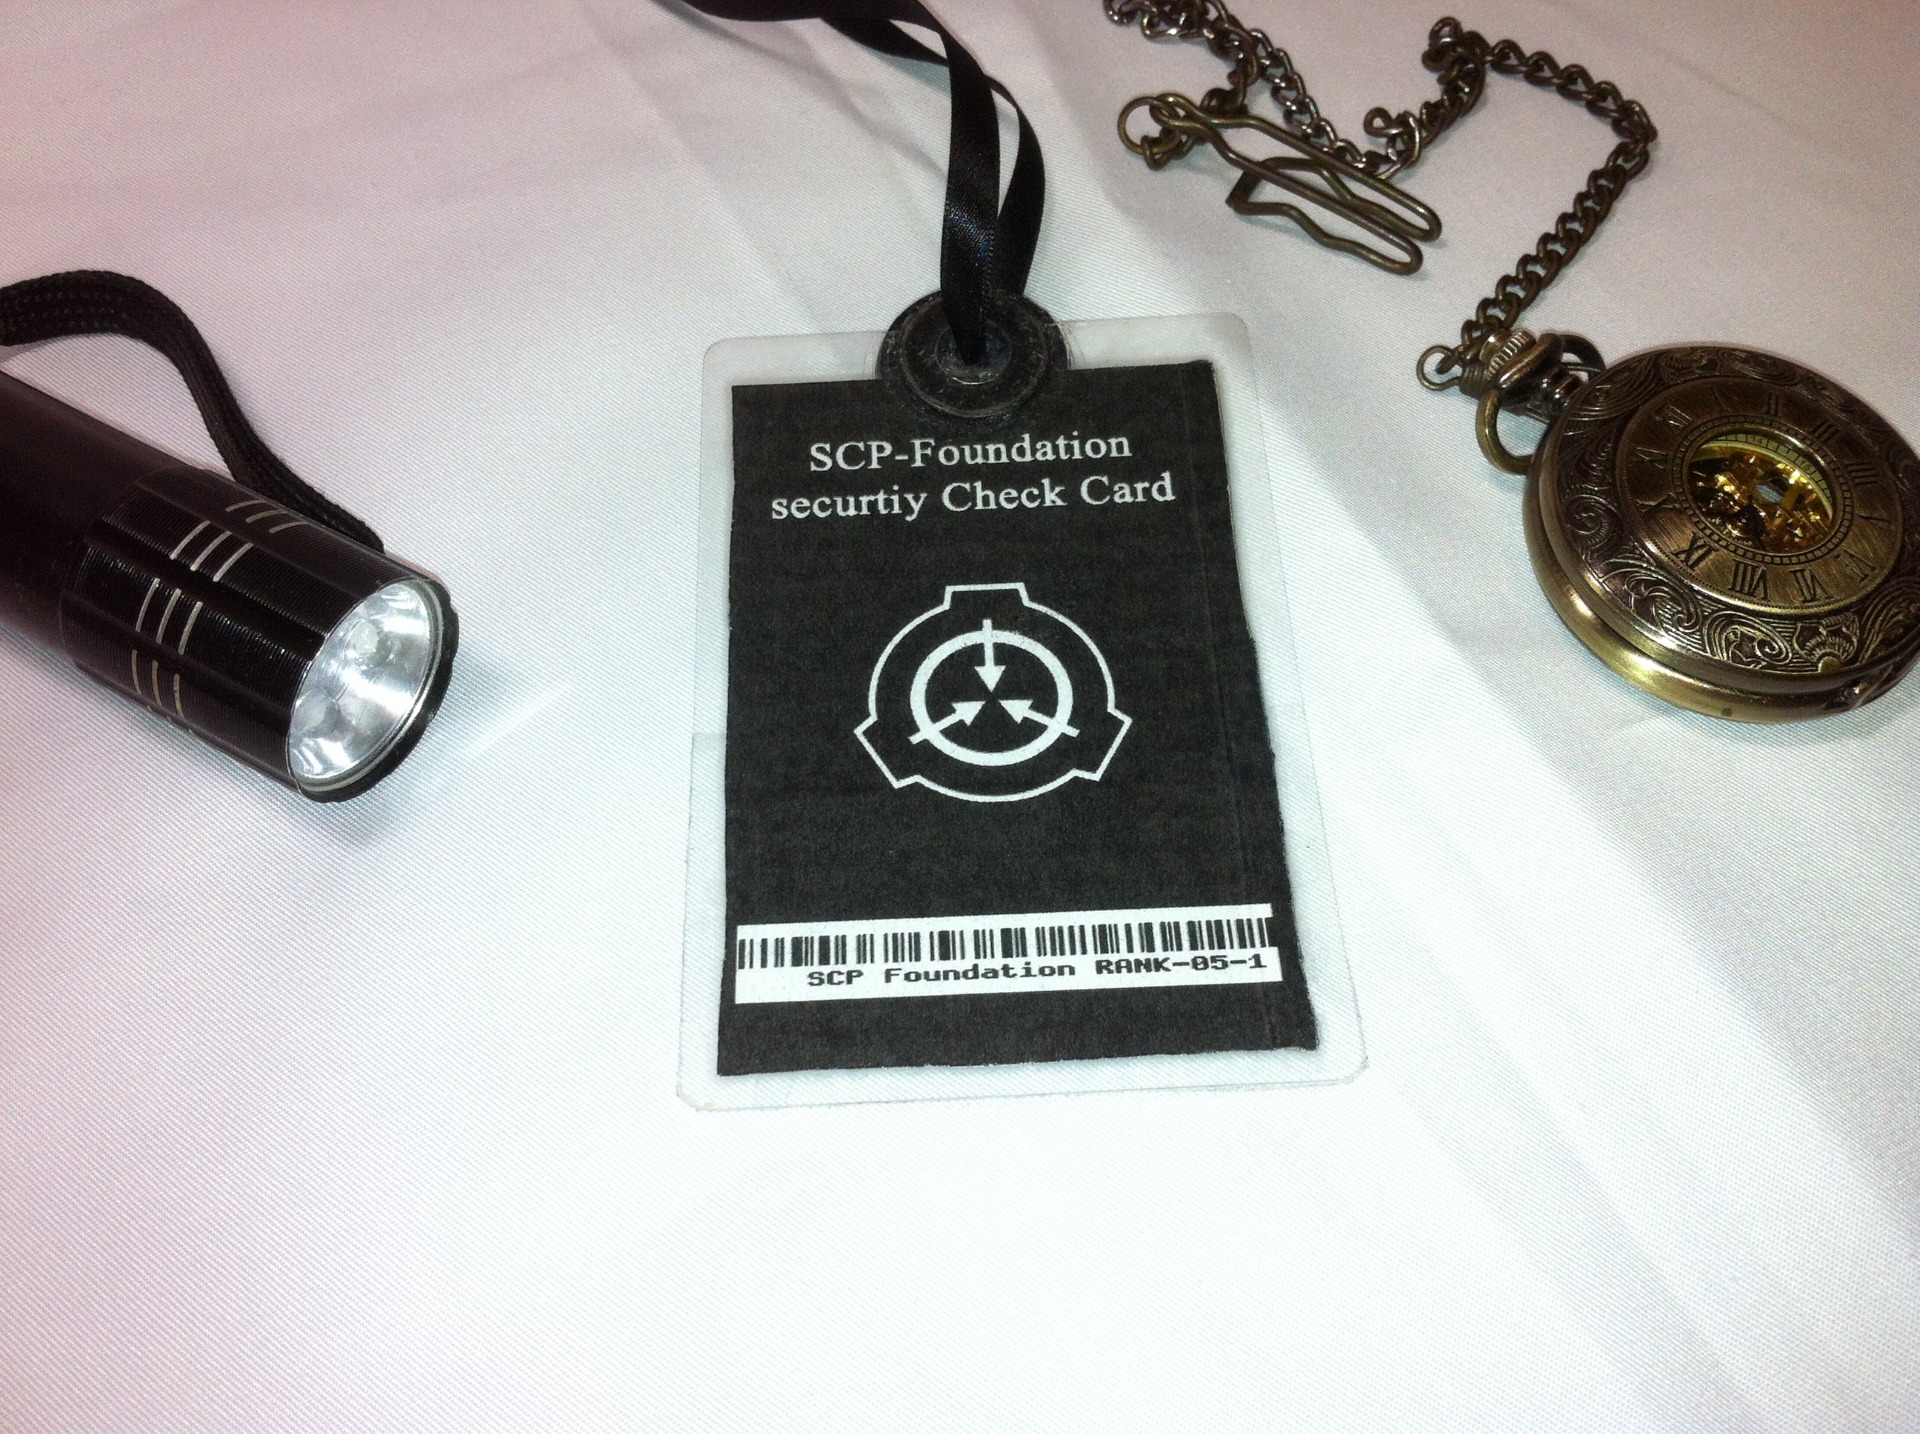 SCP-Foundation
securtiy Check Card
SCP Foundation RANK-05-1